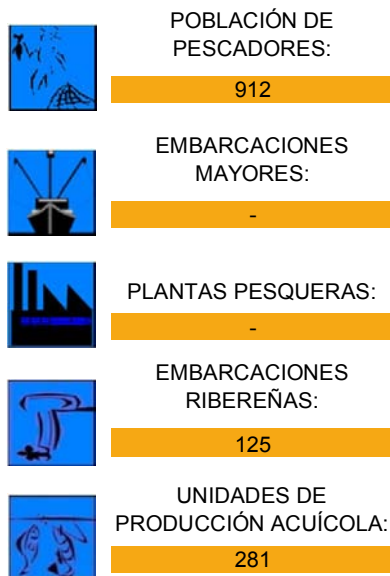 POBLACIÓN DE
PESCADORES:
912
EMBARCACIONES
MAYORES:
-
PLANTAS PESQUERAS:
-
EMBARCACIONES
RIBEREÑAS:
125
UNIDADES DE
PRODUCCIÓN ACUÍCOLA:
281